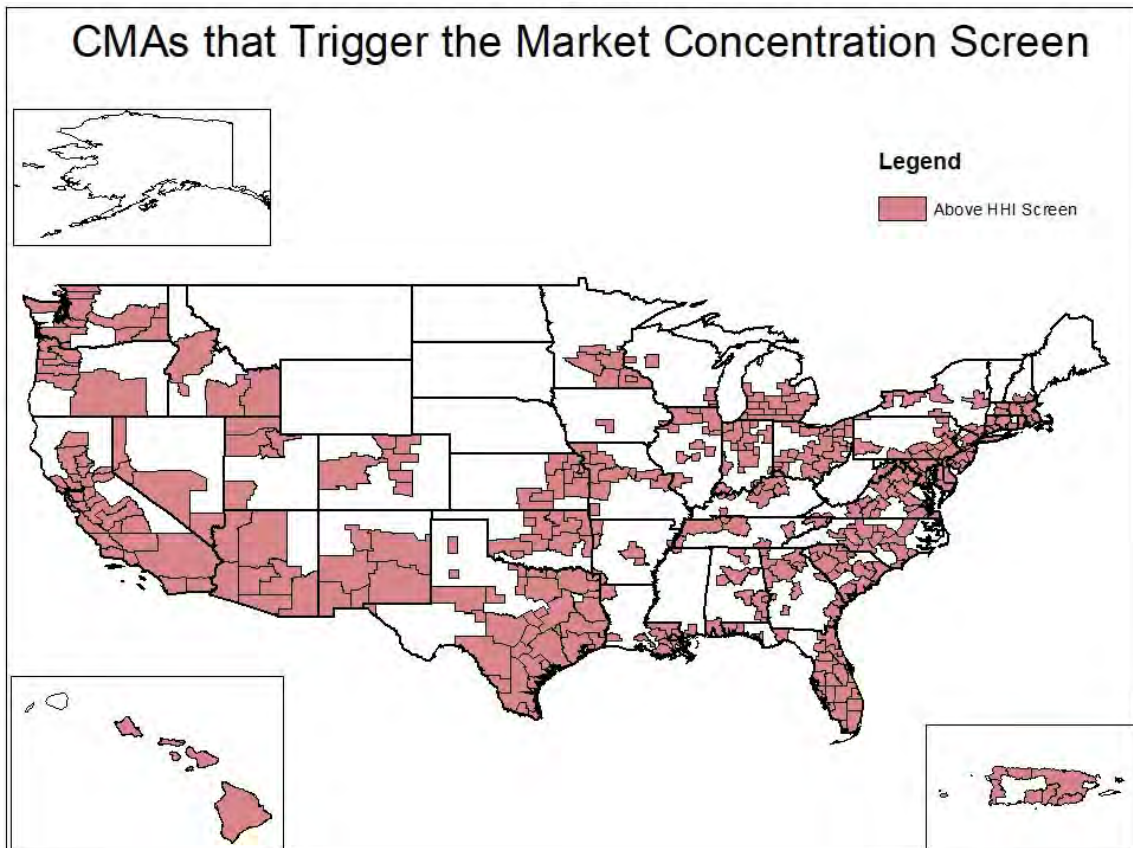 CMAs that Trigger the Market Concentration Screen
Legend
Above HHI Screen